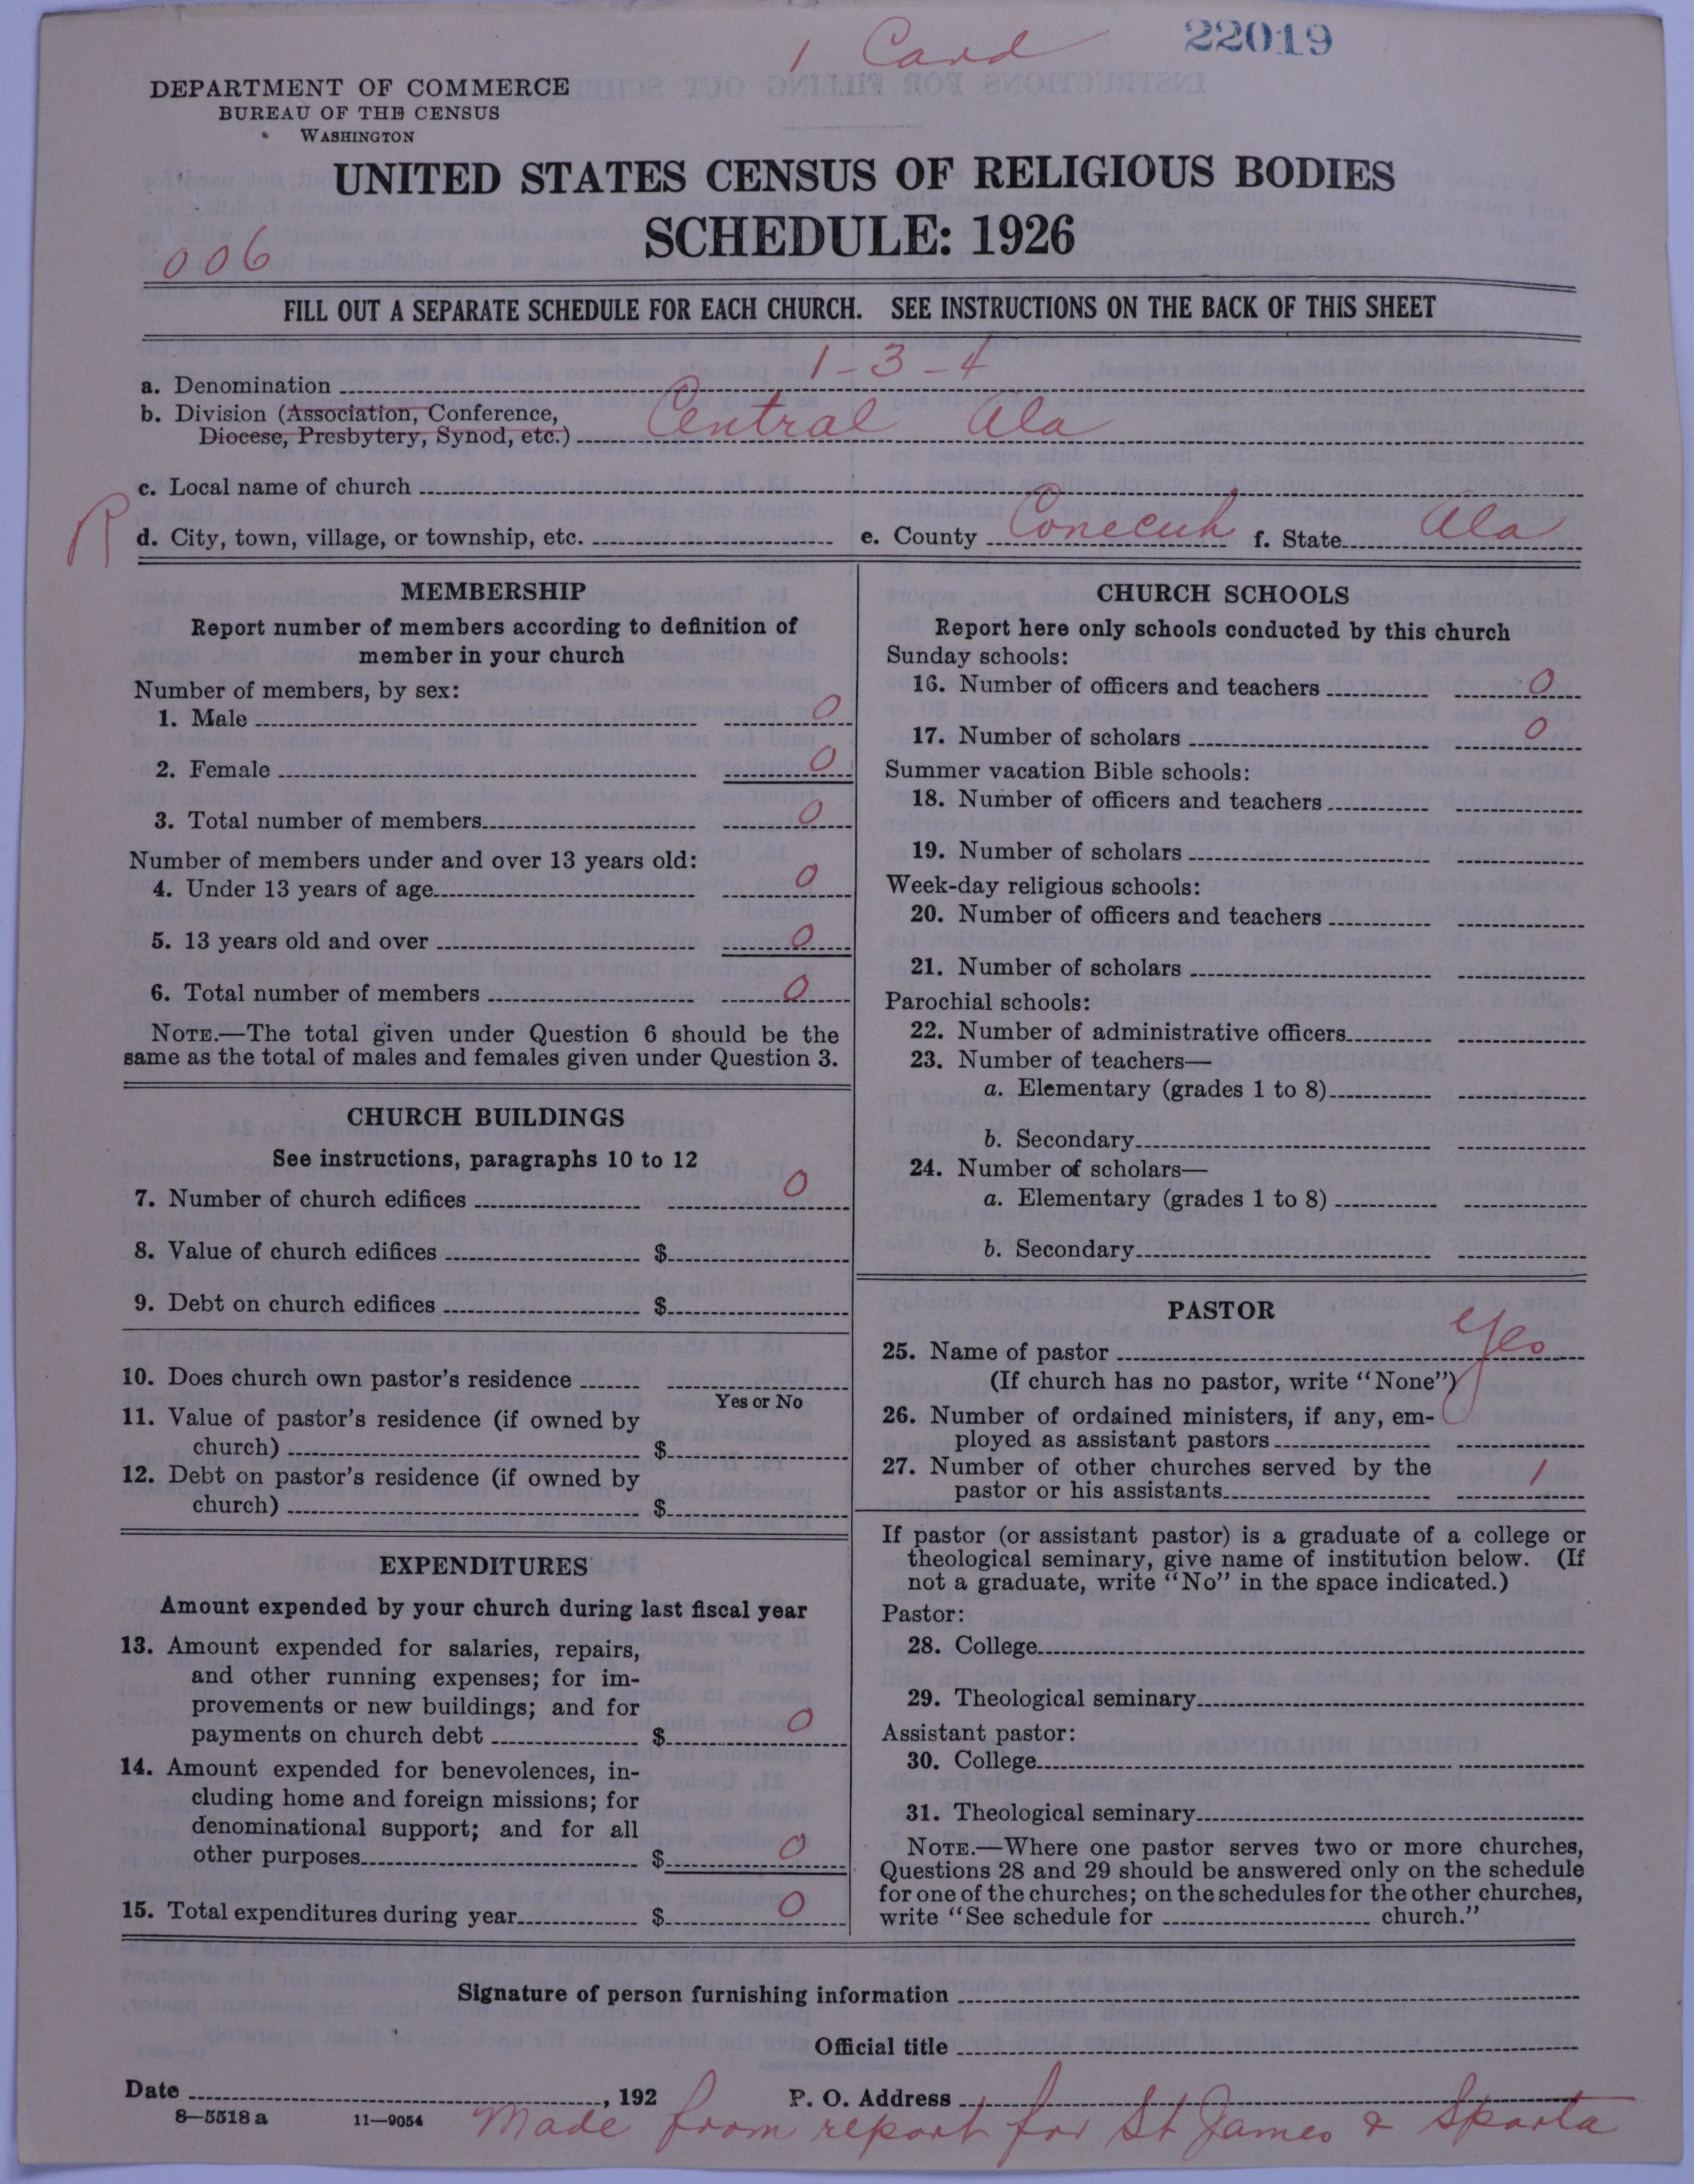 1 Card
22019
DEPARTMENT OF COMMERCE
BUREAU OF THE CENSUS
WASHINGTON
UNITED STATES CENSUS OF RELIGIOUS BODIES
SCHEDULE: 1926
006
FILL OUT A SEPARATE SCHEDULE FOR EACH CHURCH. SEE INSTRUCTIONS ON THE BACK OF THIS SHEET
a. Denomination 1-3-4
b. Division (Association, Conference,
Diocese, Presbytery, Synod, etc.) Central Ala
c. Local name of church
R
d. City, town, village, or township, etc. e. County Conecuh f. State Ala
MEMBERSHIP
Report number of members according to definition of
member in your church
Number of members, by sex:
1. Male 0
2. Female 0
3. Total number of members 0
Number of members under and over 13 years old:
4. Under 13 years of age 0
5. 13 years old and over 0
6. Total number of members 0
NOTE.—The total given under Question 6 should be the
same as the total of males and females given under Question 3.
CHURCH BUILDINGS
See instructions, paragraphs 10 to 12
7. Number of church edifices 0
8. Value of church edifices $
9. Debt on church edifices $
10. Does church own pastor's residence
Yes or No
11. Value of pastor's residence (if owned by
church) $
12. Debt on pastor's residence (if owned by
church) $
EXPENDITURES
Amount expended by your church during last fiscal year
13. Amount expended for salaries, repairs,
and other running expenses; for im-
provements or new buildings; and for
payments on church debt $ 0
14. Amount expended for benevolences, in-
cluding home and foreign missions; for
denominational support; and for all
other purposes $ 0
15. Total expenditures during year $ 0
CHURCH SCHOOLS
Report here only schools conducted by this church
Sunday schools:
16. Number of officers and teachers 0
17. Number of scholars 0
Summer vacation Bible schools:
18. Number of officers and teachers
19. Number of scholars
Week-day religious schools:
20. Number of officers and teachers
21. Number of scholars
Parochial schools:
22. Number of administrative officers
23. Number of teachers—
a. Elementary (grades 1 to 8)
b. Secondary
24. Number of scholars—
a. Elementary (grades 1 to 8)
b. Secondary
PASTOR
25. Name of pastor Yes
(If church has no pastor, write "None")
26. Number of ordained ministers, if any, em-
ployed as assistant pastors
27. Number of other churches served by the
pastor or his assistants 1
If pastor (or assistant pastor) is a graduate of a college or
theological seminary, give name of institution below. (If
not a graduate, write "No" in the space indicated.)
Pastor:
28. College
29. Theological seminary
Assistant pastor:
30. College
31. Theological seminary
NOTE.—Where one pastor serves two or more churches,
Questions 28 and 29 should be answered only on the schedule
for one of the churches; on the schedules for the other churches,
write "See schedule for church."
Signature of person furnishing information
Official title
Date , 192 P. O. Address
8—5518 a 11—9054
Made from report for St James & Sparta